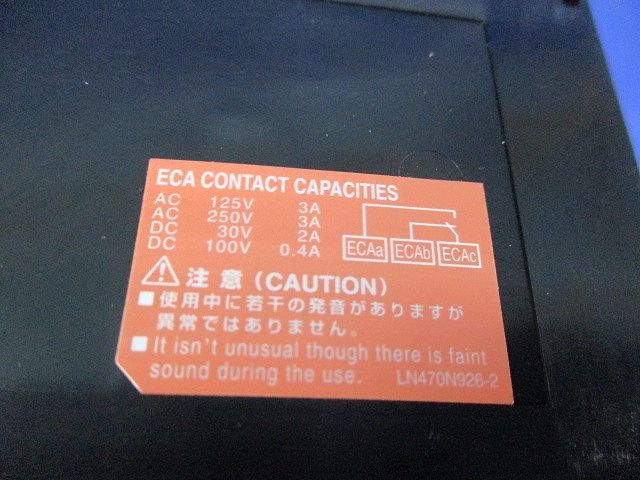 ECA CONTACT CAPACITIES
AC 125V 3A
AC 250V 3A
DC 30V 2A
DC 100V 0.4A
ECAa ECAb ECAc
注意（CAUTION）
■使用中に若干の発音がありますが
異常ではありません。
■It isn't unusual though there is faint
sound during the use.
LN470N926-2